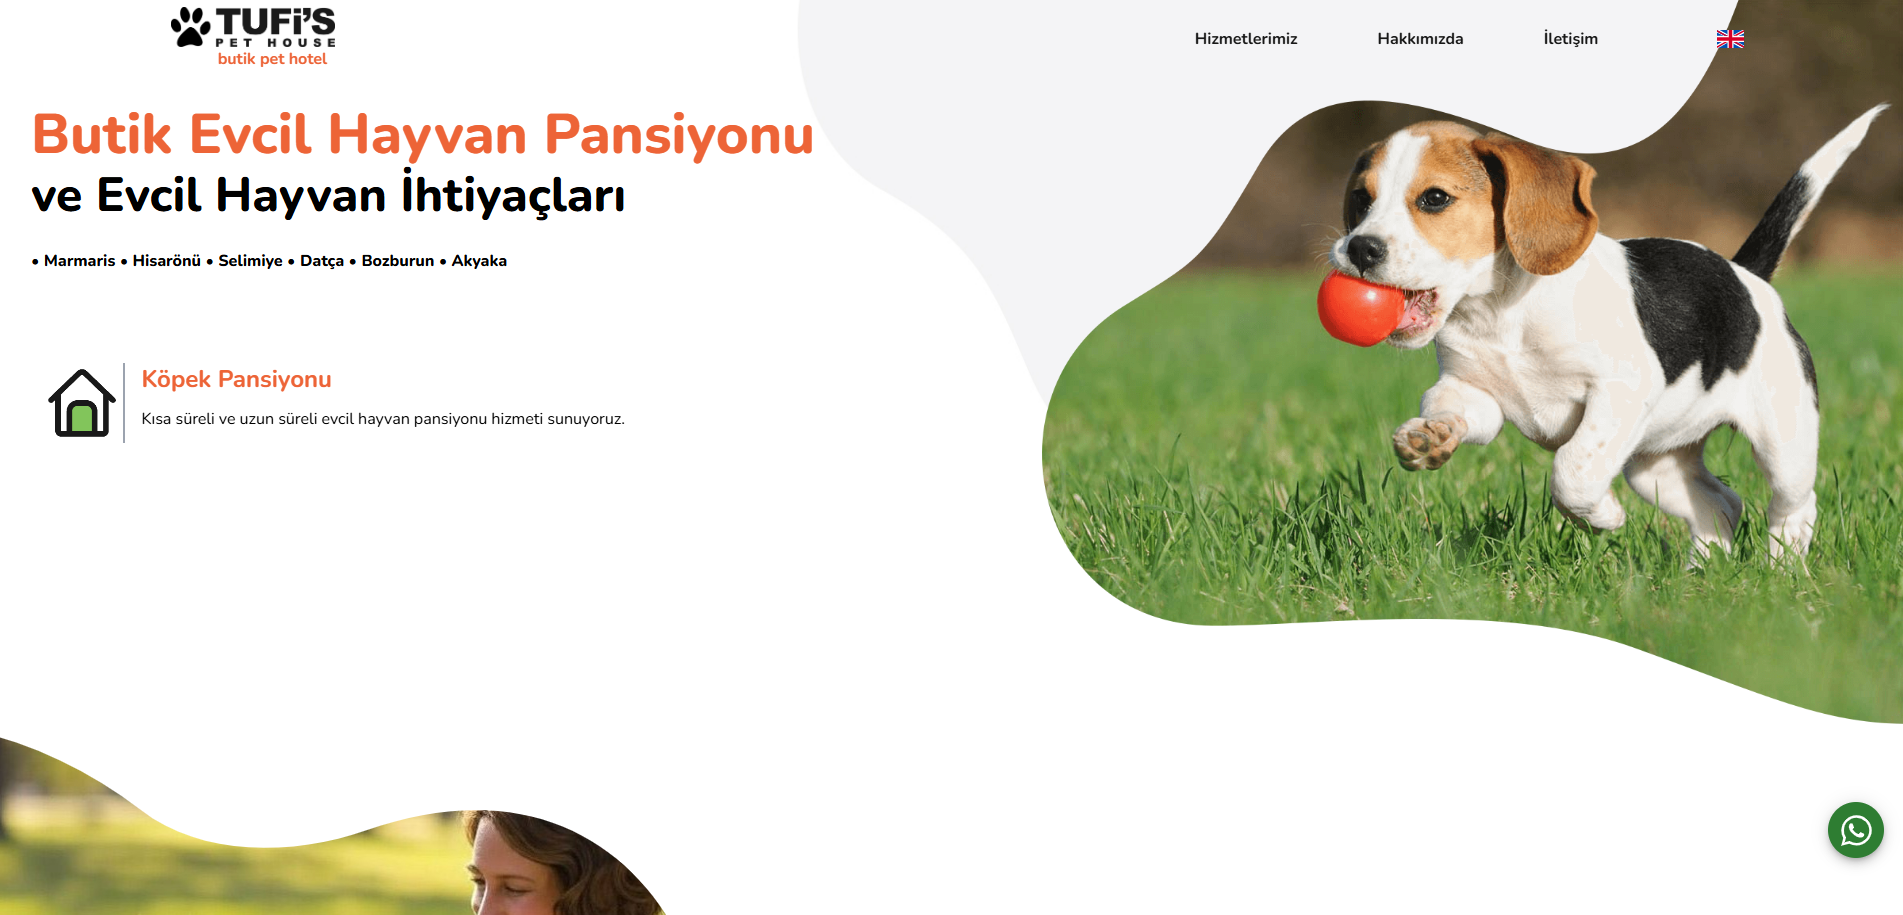 TUFi'S
PET HOUSE
butik pet hotel
Hizmetlerimiz
Hakkımızda
İletişim
Butik Evcil Hayvan Pansiyonu
ve Evcil Hayvan İhtiyaçları
• Marmaris • Hisarönü • Selimiye • Datça • Bozburun • Akyaka
Köpek Pansiyonu
Kısa süreli ve uzun süreli evcil hayvan pansiyonu hizmeti sunuyoruz.